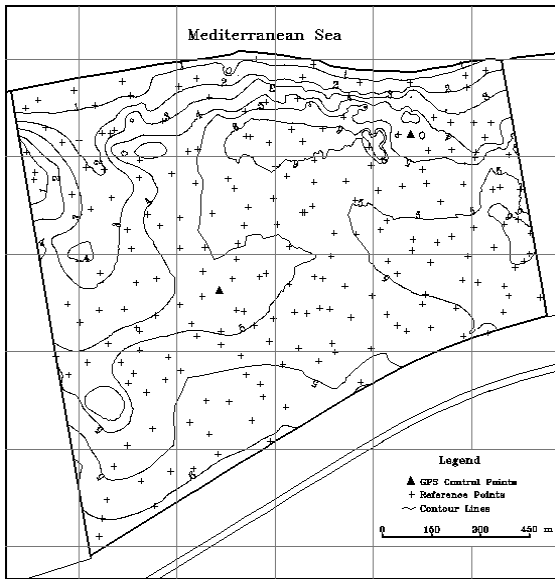 Mediterranean Sea
Legend
GPS Control Points
Reference Points
Contour Lines
0 150 300 450 m